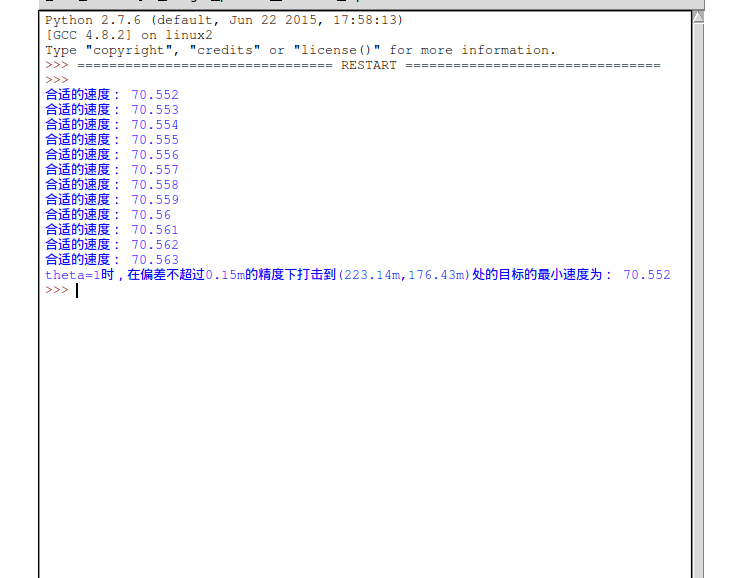 Python 2.7.6 (default, Jun 22 2015, 17:58:13)
[GCC 4.8.2] on linux2
Type "copyright", "credits" or "license()" for more information.
>>> ================================ RESTART ================================
>>>
合适的速度： 70.552
合适的速度： 70.553
合适的速度： 70.554
合适的速度： 70.555
合适的速度： 70.556
合适的速度： 70.557
合适的速度： 70.558
合适的速度： 70.559
合适的速度： 70.56
合适的速度： 70.561
合适的速度： 70.562
合适的速度： 70.563
theta=1时，在偏差不超过0.15m的精度下打击到(223.14m,176.43m)处的目标的最小速度为： 70.552
>>>